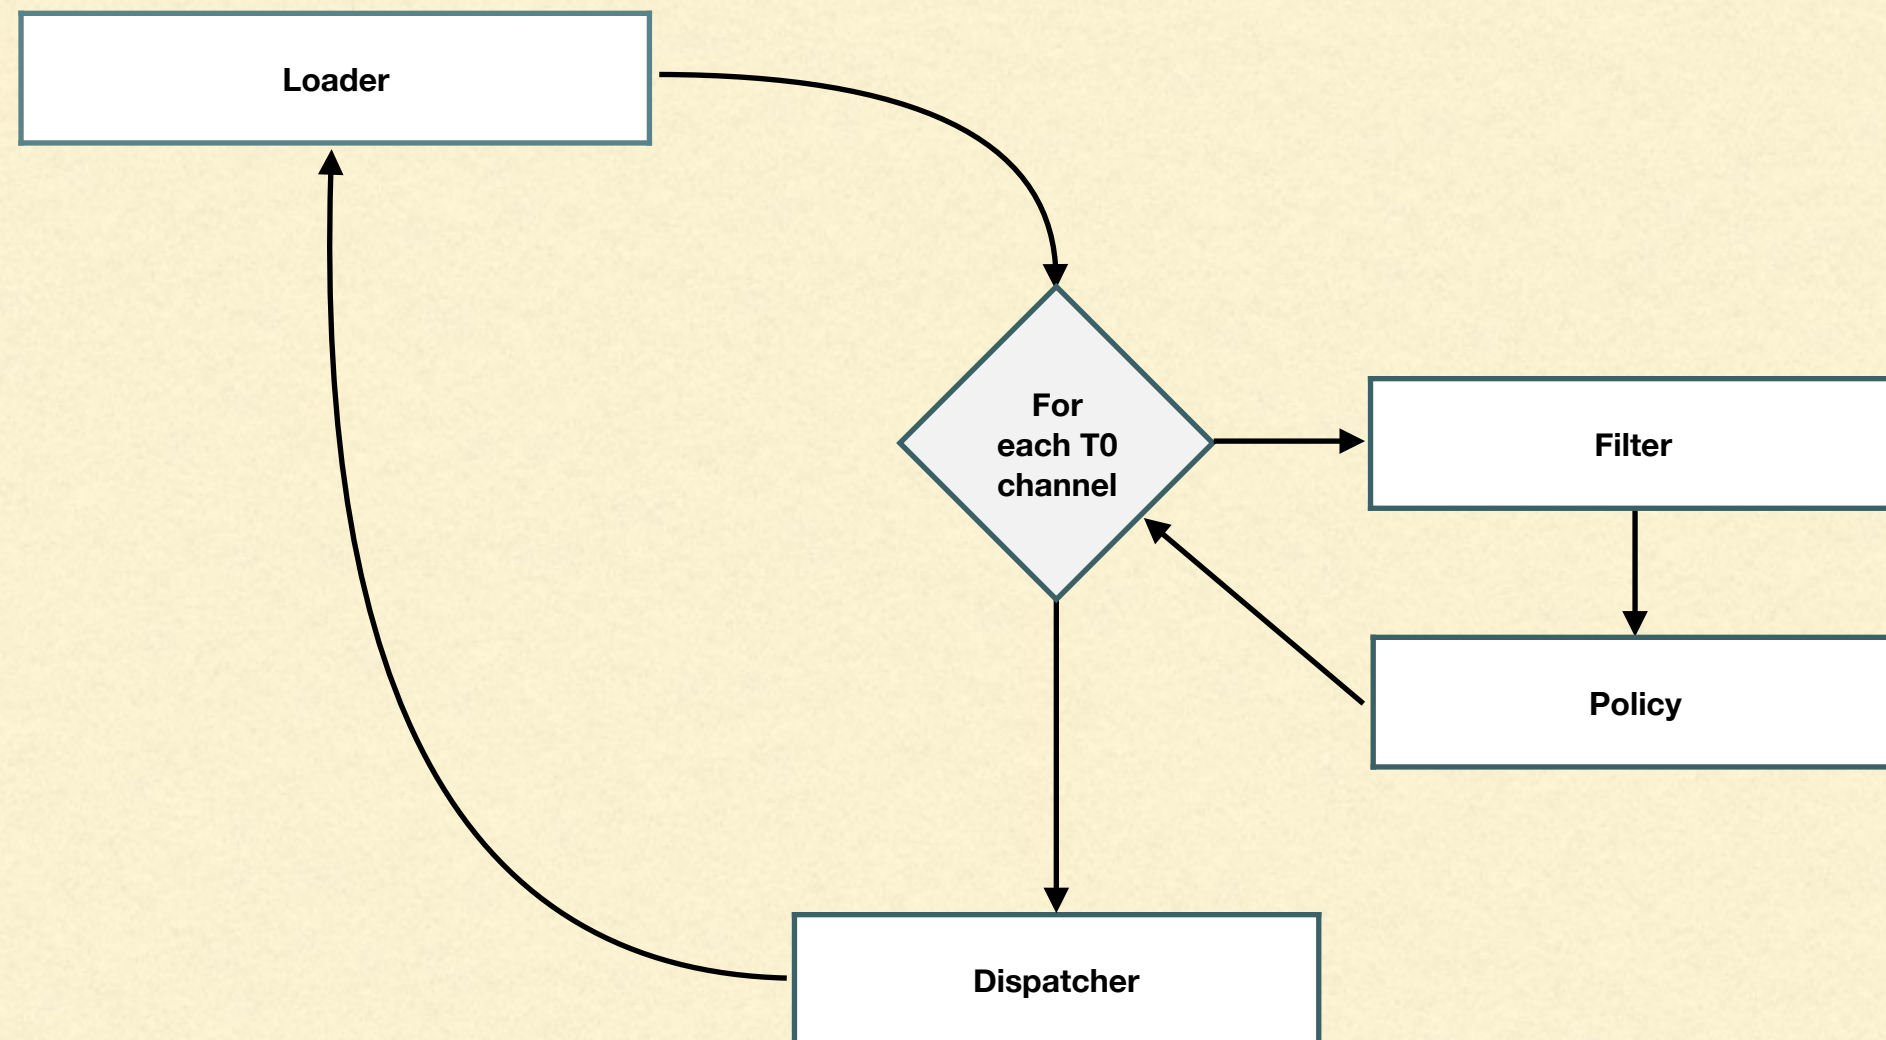 Loader
For
each T0
channel
Filter
Policy
Dispatcher